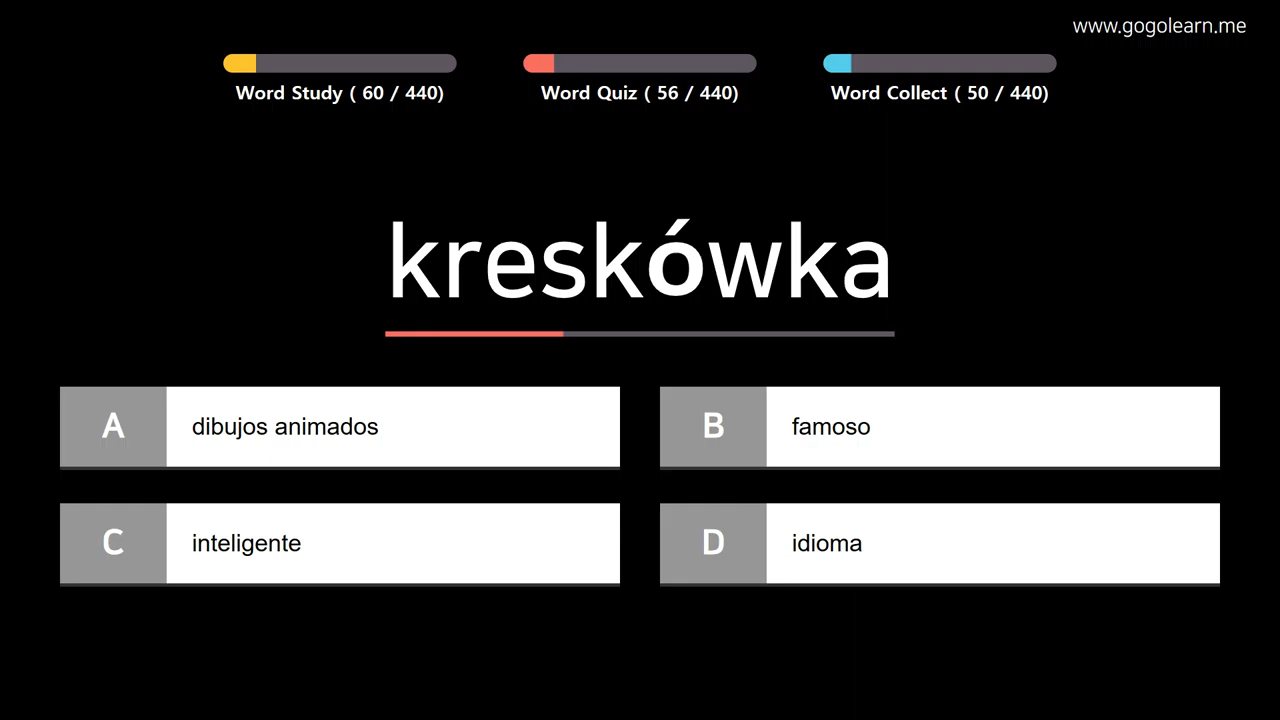 www.gogolearn.me
Word Study ( 60 / 440)
Word Quiz ( 56 / 440)
Word Collect ( 50 / 440)
kreskówka
A
dibujos animados
B
famoso
C
inteligente
D
idioma